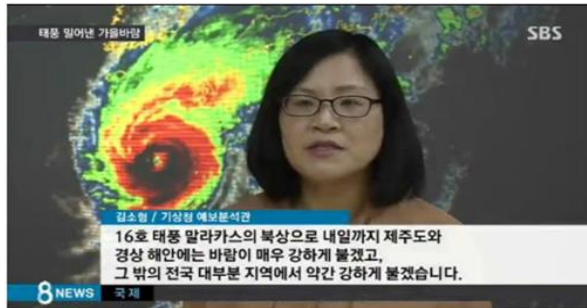 태풍 밀어낸 가을바람
SBS
김소형 / 기상청 예보분석관
16호 태풍 말라카스의 북상으로 내일까지 제주도와
경상 해안에는 바람이 매우 강하게 불겠고,
그 밖의 전국 대부분 지역에서 약간 강하게 불겠습니다.
8 NEWS 국제